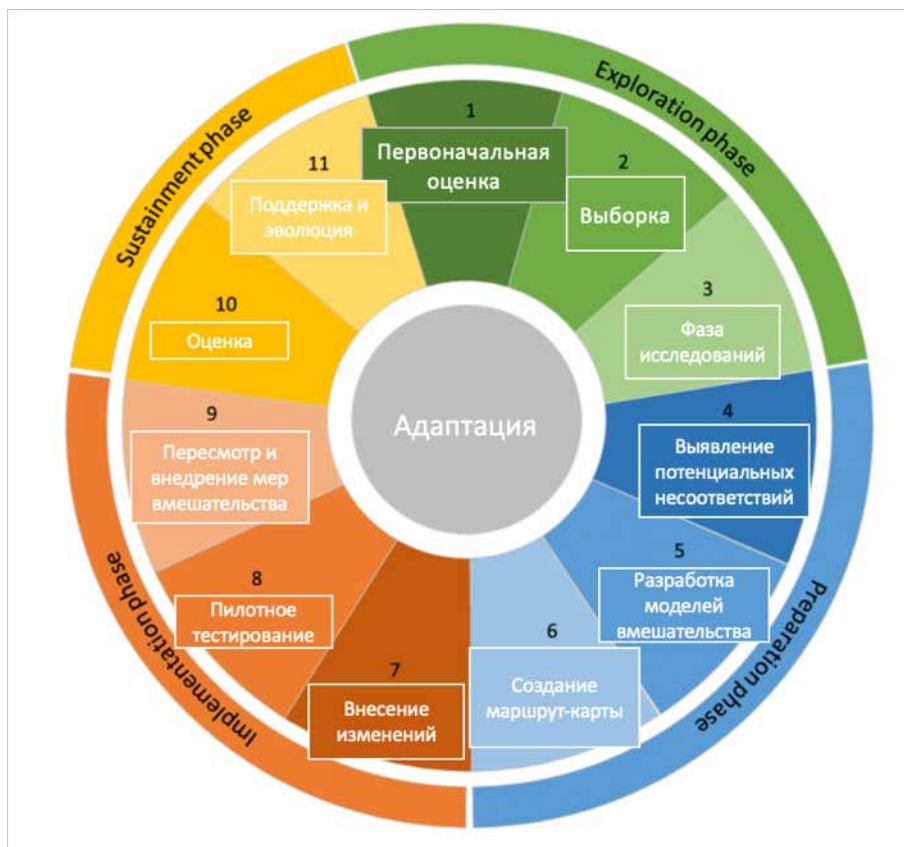 Exploration phase
Preparation phase
Implementation phase
Sustainment phase
1
Первоначальная
оценка
2
Выборка
3
Фаза
исследований
4
Выявление
потенциальных
несоответствий
5
Разработка
моделей
вмешательства
6
Создание
маршрут-карты
7
Внесение
изменений
8
Пилотное
тестирование
9
Пересмотр и
внедрение мер
вмешательства
10
Оценка
11
Поддержка и
эволюция
Адаптация